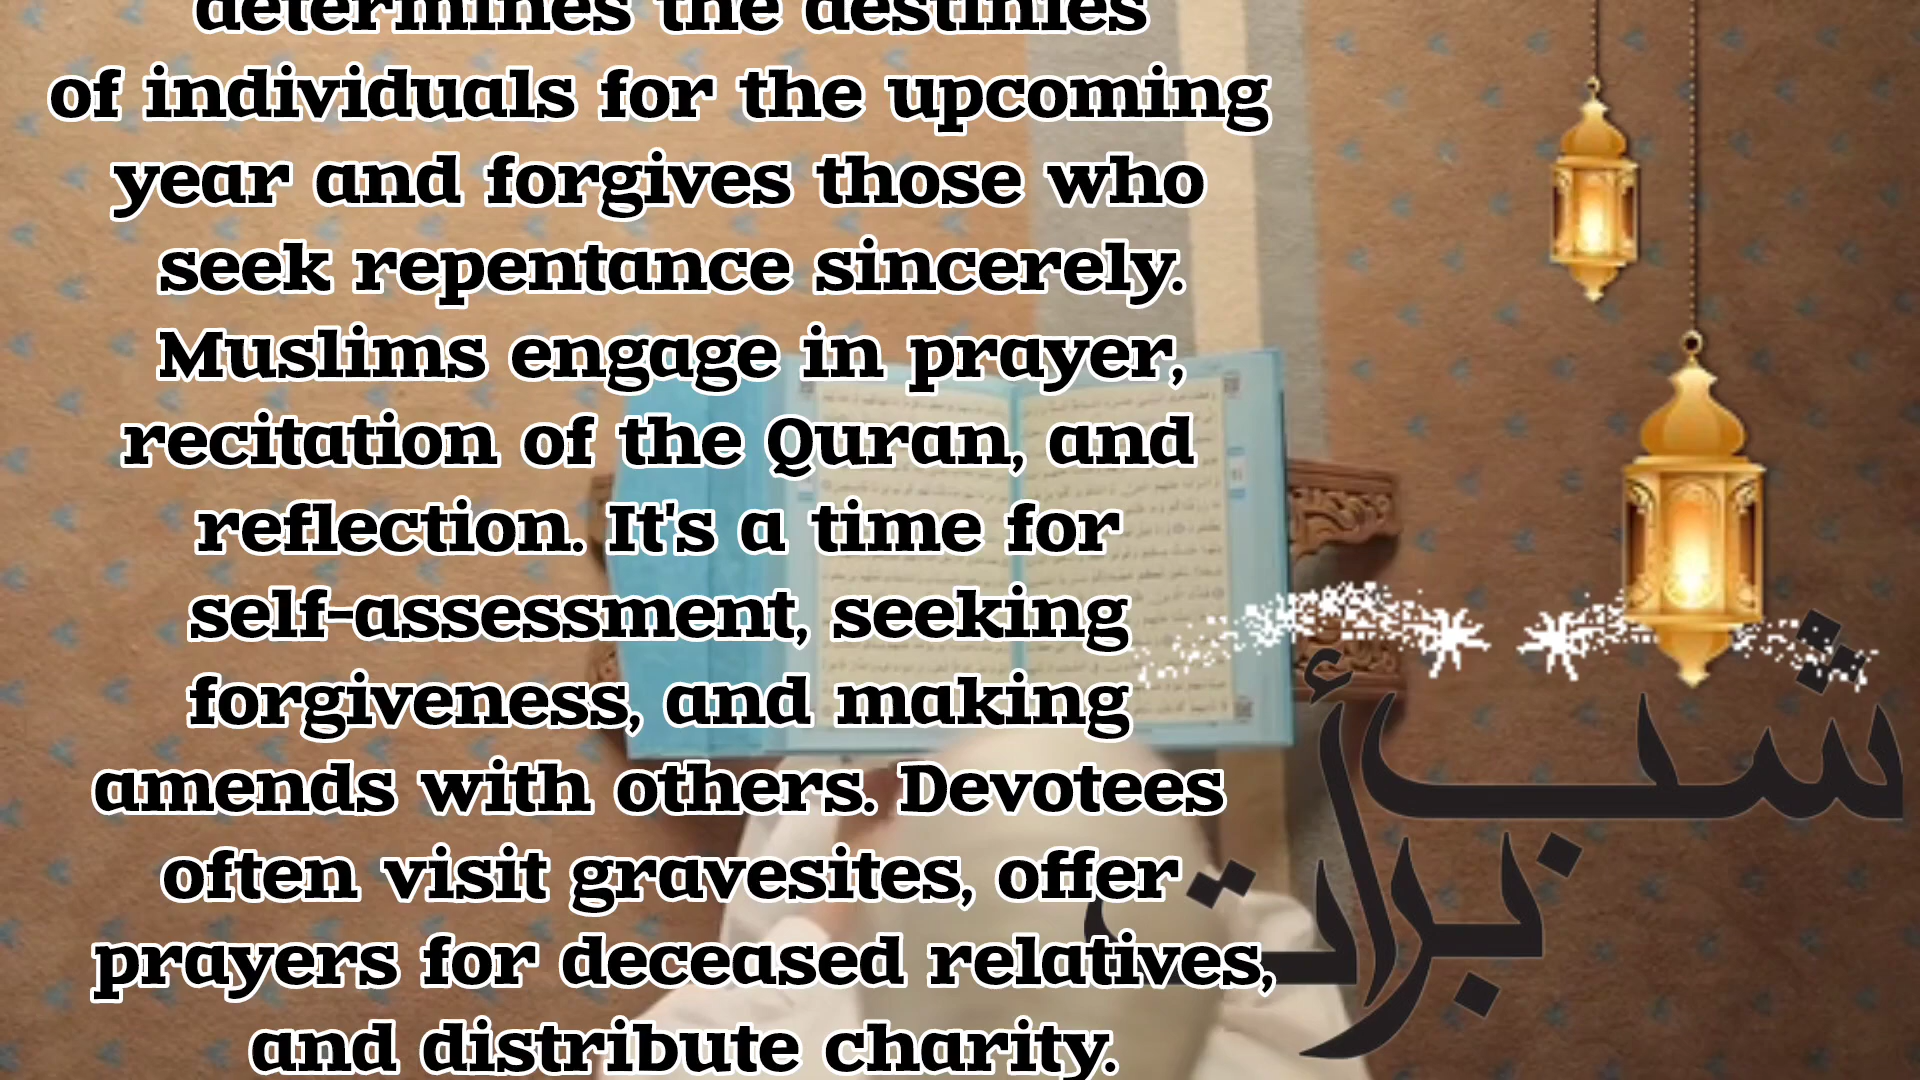 determines the destinies
of individuals for the upcoming
year and forgives those who
seek repentance sincerely.
Muslims engage in prayer,
recitation of the Quran, and
reflection. It's a time for
self-assessment, seeking
forgiveness, and making
amends with others. Devotees
often visit gravesites, offer
prayers for deceased relatives,
and distribute charity.
شب
برأت